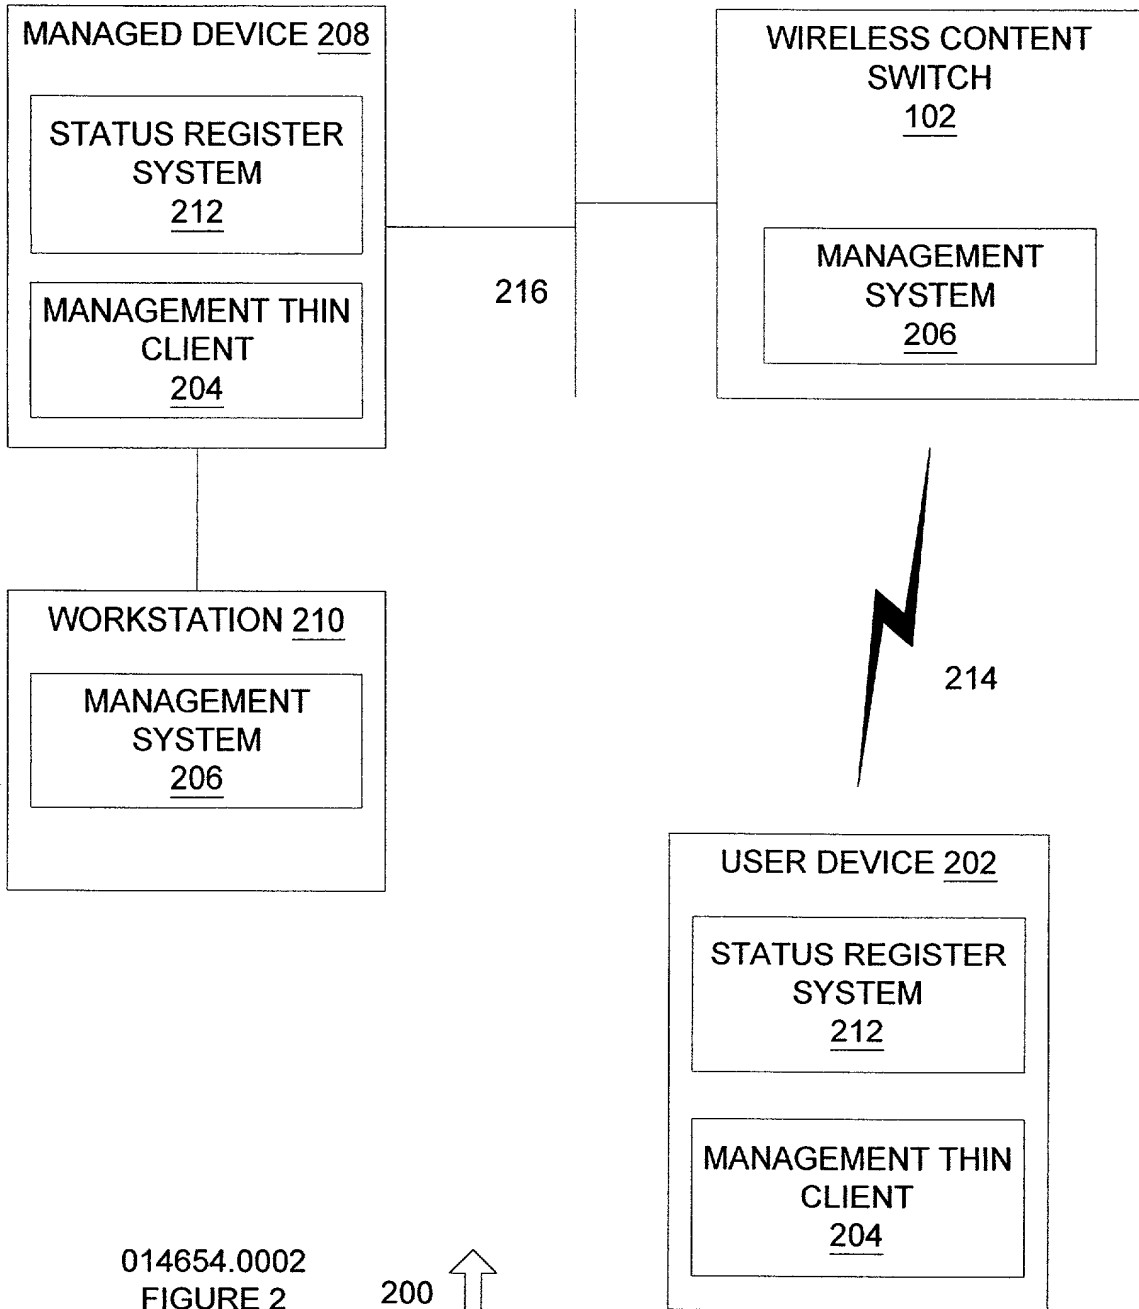 MANAGED DEVICE 208
STATUS REGISTER
SYSTEM
212
MANAGEMENT THIN
CLIENT
204
216
WIRELESS CONTENT
SWITCH
102
MANAGEMENT
SYSTEM
206
WORKSTATION 210
MANAGEMENT
SYSTEM
206
214
USER DEVICE 202
STATUS REGISTER
SYSTEM
212
MANAGEMENT THIN
CLIENT
204
014654.0002
FIGURE 2
200